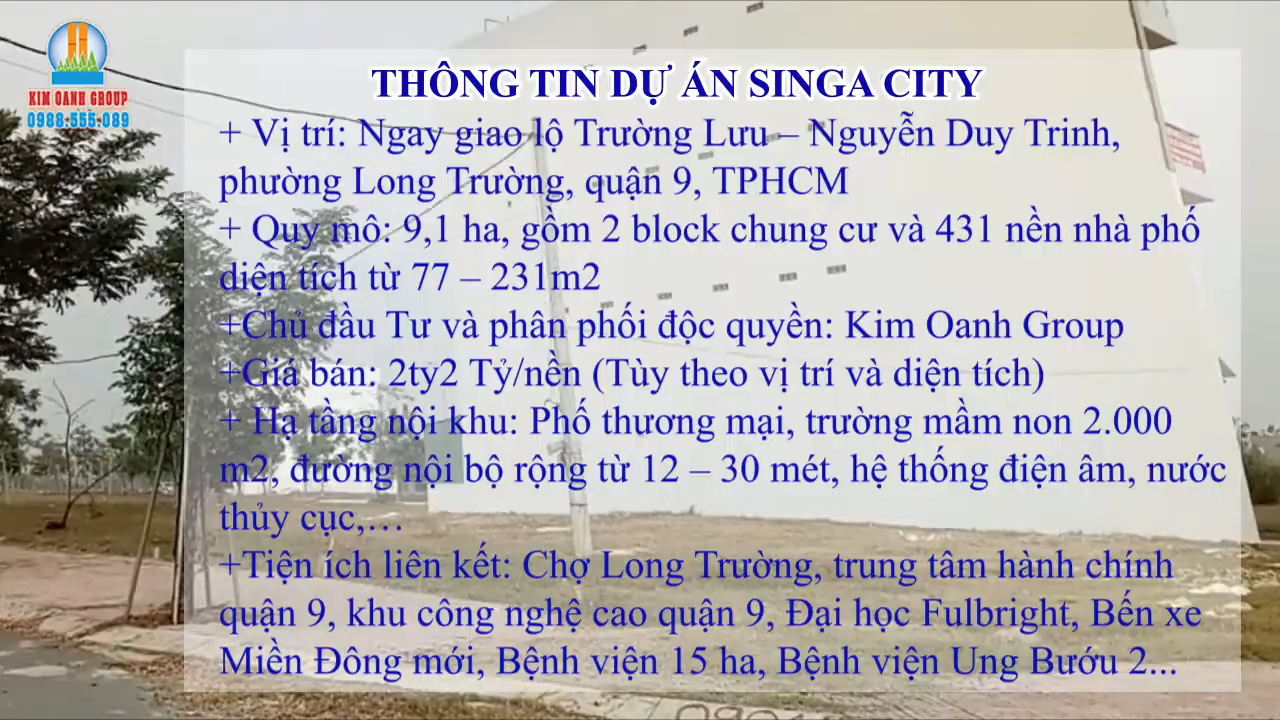 KIM OANH GROUP
0988.555.089
THÔNG TIN DỰ ÁN SINGA CITY
+ Vị trí: Ngay giao lộ Trường Lưu – Nguyễn Duy Trinh,
phường Long Trường, quận 9, TPHCM
+ Quy mô: 9,1 ha, gồm 2 block chung cư và 431 nền nhà phố
diện tích từ 77 – 231m2
+Chủ đầu Tư và phân phối độc quyền: Kim Oanh Group
+Giá bán: 2ty2 Tỷ/nền (Tùy theo vị trí và diện tích)
+ Hạ tầng nội khu: Phố thương mại, trường mầm non 2.000
m2, đường nội bộ rộng từ 12 – 30 mét, hệ thống điện âm, nước
thủy cục,…
+Tiện ích liên kết: Chợ Long Trường, trung tâm hành chính
quận 9, khu công nghệ cao quận 9, Đại học Fulbright, Bến xe
Miền Đông mới, Bệnh viện 15 ha, Bệnh viện Ung Bướu 2...